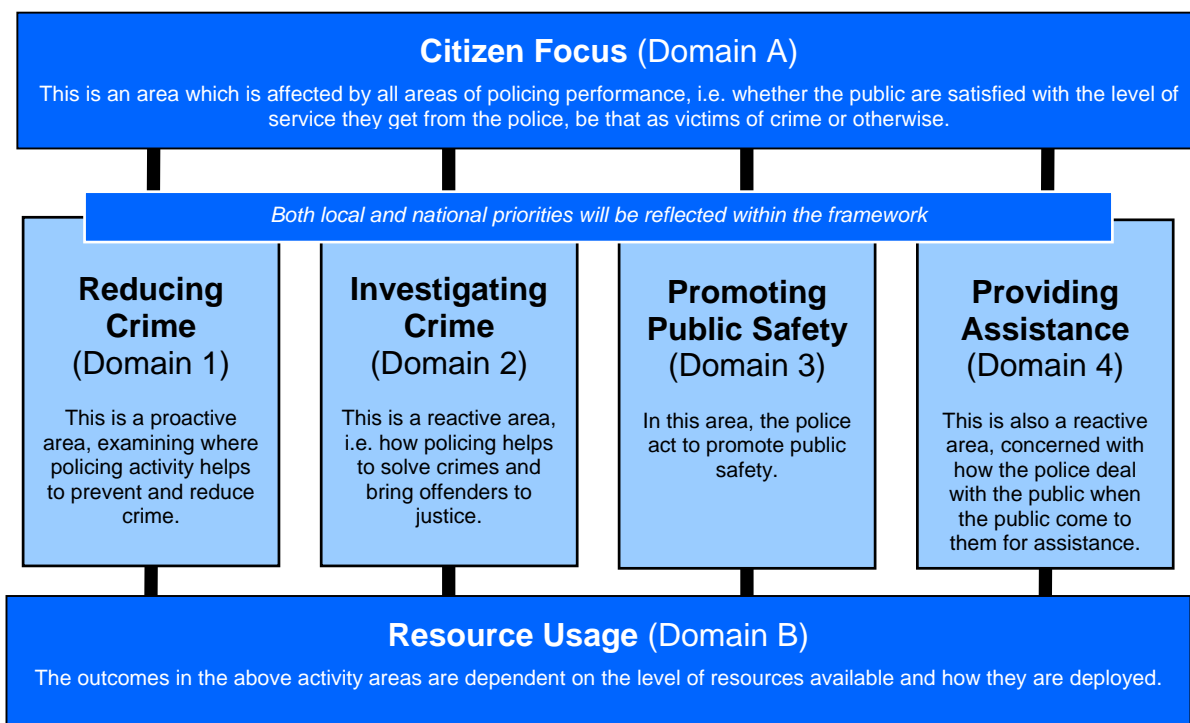 Citizen Focus (Domain A)
This is an area which is affected by all areas of policing performance, i.e. whether the public are satisfied with the level of
service they get from the police, be that as victims of crime or otherwise.
Both local and national priorities will be reflected within the framework
Reducing
Crime
(Domain 1)
This is a proactive
area, examining where
policing activity helps
to prevent and reduce
crime.
Investigating
Crime
(Domain 2)
This is a reactive area,
i.e. how policing helps
to solve crimes and
bring offenders to
justice.
Promoting
Public Safety
(Domain 3)
In this area, the police
act to promote public
safety.
Providing
Assistance
(Domain 4)
This is also a reactive
area, concerned with
how the police deal
with the public when
the public come to
them for assistance.
Resource Usage (Domain B)
The outcomes in the above activity areas are dependent on the level of resources available and how they are deployed.